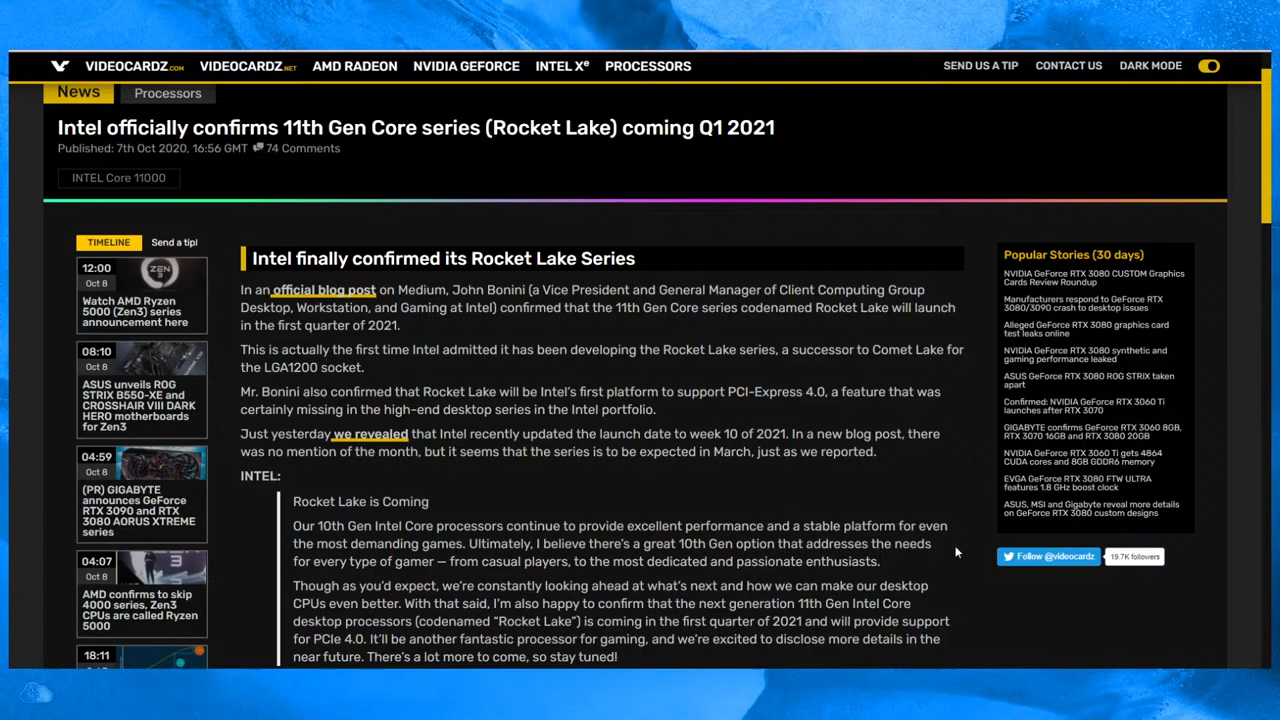 VIDEOCARDZ.COM VIDEOCARDZ.NET AMD RADEON NVIDIA GEFORCE INTEL Xe PROCESSORS SEND US A TIP CONTACT US DARK MODE
News Processors
Intel officially confirms 11th Gen Core series (Rocket Lake) coming Q1 2021
Published: 7th Oct 2020, 16:56 GMT 74 Comments
INTEL Core 11000
TIMELINE Send a tip!
12:00
Oct 8
ZEN
3
Watch AMD Ryzen
5000 (Zen3) series
announcement here
08:10
Oct 8
ASUS unveils ROG
STRIX B550-XE and
CROSSHAIR VIII DARK
HERO motherboards
for Zen3
04:59
Oct 8
(PR) GIGABYTE
announces GeForce
RTX 3090 and RTX
3080 AORUS XTREME
series
04:07
Oct 8
AMD confirms to skip
4000 series, Zen3
CPUs are called Ryzen
5000
18:11
Intel finally confirmed its Rocket Lake Series
In an official blog post on Medium, John Bonini (a Vice President and General Manager of Client Computing Group
Desktop, Workstation, and Gaming at Intel) confirmed that the 11th Gen Core series codenamed Rocket Lake will launch
in the first quarter of 2021.
This is actually the first time Intel admitted it has been developing the Rocket Lake series, a successor to Comet Lake for
the LGA1200 socket.
Mr. Bonini also confirmed that Rocket Lake will be Intel's first platform to support PCI-Express 4.0, a feature that was
certainly missing in the high-end desktop series in the Intel portfolio.
Just yesterday we revealed that Intel recently updated the launch date to week 10 of 2021. In a new blog post, there
was no mention of the month, but it seems that the series is to be expected in March, just as we reported.
INTEL:
Rocket Lake is Coming
Our 10th Gen Intel Core processors continue to provide excellent performance and a stable platform for even
the most demanding games. Ultimately, I believe there's a great 10th Gen option that addresses the needs
for every type of gamer — from casual players, to the most dedicated and passionate enthusiasts.
Though as you'd expect, we're constantly looking ahead at what's next and how we can make our desktop
CPUs even better. With that said, I'm also happy to confirm that the next generation 11th Gen Intel Core
desktop processors (codenamed "Rocket Lake") is coming in the first quarter of 2021 and will provide support
for PCIe 4.0. It'll be another fantastic processor for gaming, and we're excited to disclose more details in the
near future. There's a lot more to come, so stay tuned!
Popular Stories (30 days)
NVIDIA GeForce RTX 3080 CUSTOM Graphics
Cards Review Roundup
Manufacturers respond to GeForce RTX
3080/3090 crash to desktop issues
Alleged GeForce RTX 3080 graphics card
test leaks online
NVIDIA GeForce RTX 3080 synthetic and
gaming performance leaked
ASUS GeForce RTX 3080 ROG STRIX taken
apart
Confirmed: NVIDIA GeForce RTX 3060 Ti
launches after RTX 3070
GIGABYTE confirms GeForce RTX 3060 8GB,
RTX 3070 16GB and RTX 3080 20GB
NVIDIA GeForce RTX 3060 Ti gets 4864
CUDA cores and 8GB GDDR6 memory
EVGA GeForce RTX 3080 FTW ULTRA
features 1.8 GHz boost clock
ASUS, MSI and Gigabyte reveal more details
on GeForce RTX 3080 custom designs
Follow @videocardz 19.7K followers